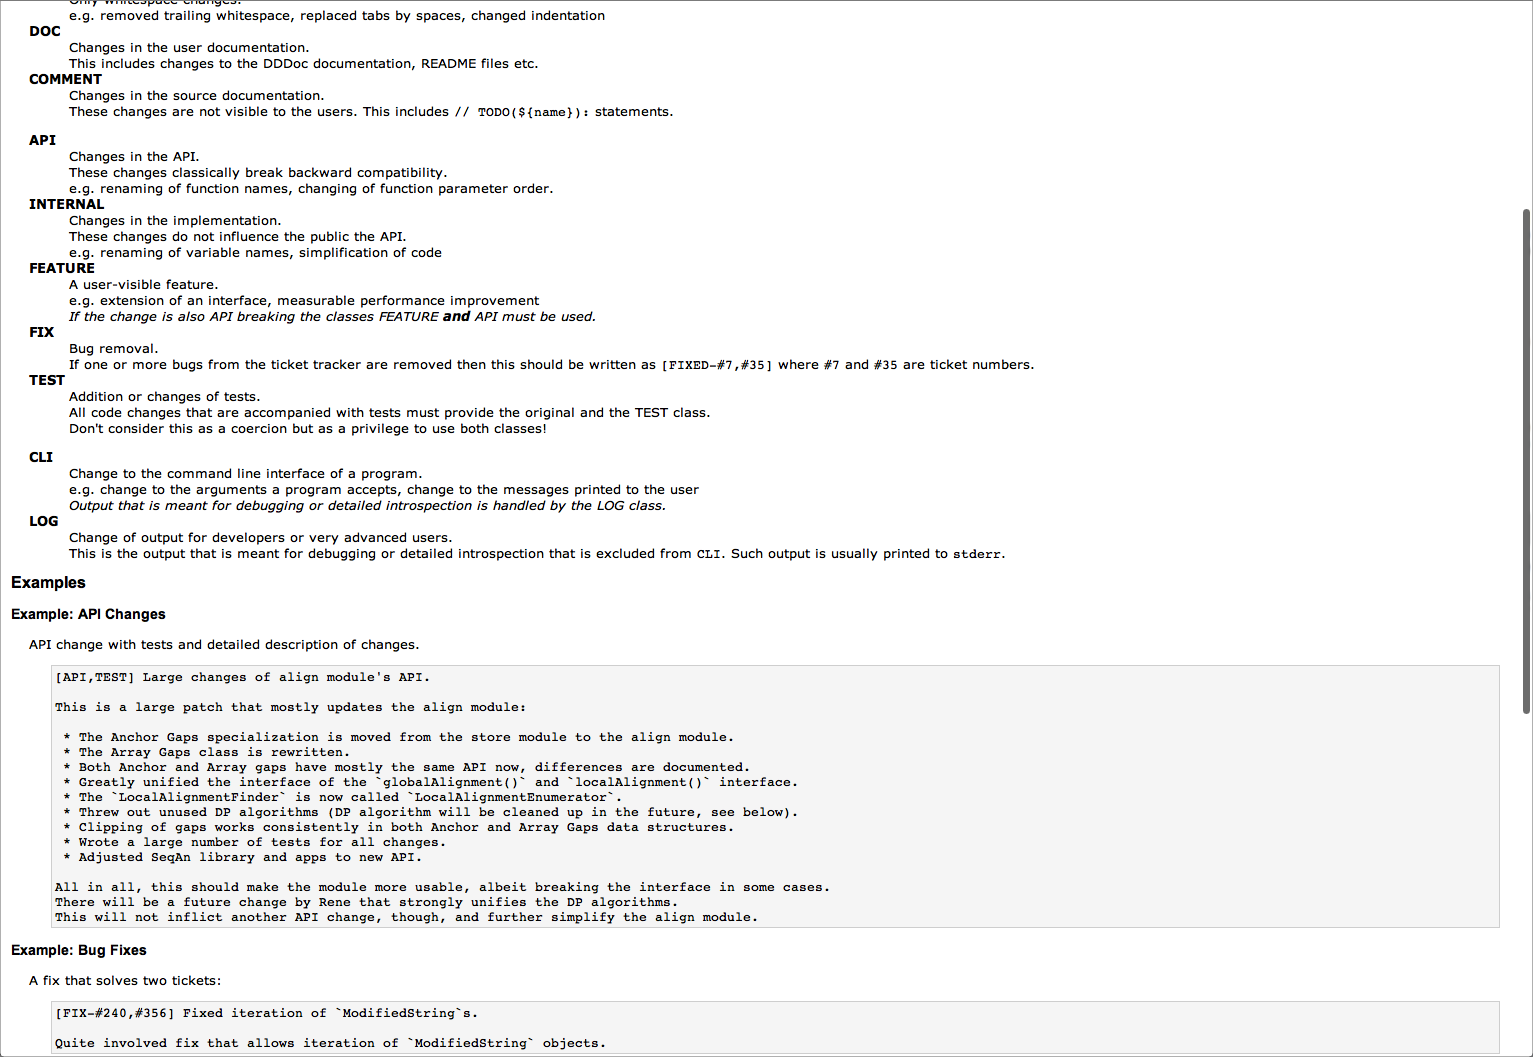 Only whitespace changes.
e.g. removed trailing whitespace, replaced tabs by spaces, changed indentation
DOC
Changes in the user documentation.
This includes changes to the DDDoc documentation, README files etc.
COMMENT
Changes in the source documentation.
These changes are not visible to the users. This includes // TODO(${name}): statements.
API
Changes in the API.
These changes classically break backward compatibility.
e.g. renaming of function names, changing of function parameter order.
INTERNAL
Changes in the implementation.
These changes do not influence the public the API.
e.g. renaming of variable names, simplification of code
FEATURE
A user-visible feature.
e.g. extension of an interface, measurable performance improvement
If the change is also API breaking the classes FEATURE and API must be used.
FIX
Bug removal.
If one or more bugs from the ticket tracker are removed then this should be written as [FIXED-#7,#35] where #7 and #35 are ticket numbers.
TEST
Addition or changes of tests.
All code changes that are accompanied with tests must provide the original and the TEST class.
Don't consider this as a coercion but as a privilege to use both classes!
CLI
Change to the command line interface of a program.
e.g. change to the arguments a program accepts, change to the messages printed to the user
Output that is meant for debugging or detailed introspection is handled by the LOG class.
LOG
Change of output for developers or very advanced users.
This is the output that is meant for debugging or detailed introspection that is excluded from CLI. Such output is usually printed to stderr.
Examples
Example: API Changes
API change with tests and detailed description of changes.
[API,TEST] Large changes of align module's API.
This is a large patch that mostly updates the align module:
* The Anchor Gaps specialization is moved from the store module to the align module.
* The Array Gaps class is rewritten.
* Both Anchor and Array gaps have mostly the same API now, differences are documented.
* Greatly unified the interface of the `globalAlignment()` and `localAlignment()` interface.
* The `LocalAlignmentFinder` is now called `LocalAlignmentEnumerator`.
* Threw out unused DP algorithms (DP algorithm will be cleaned up in the future, see below).
* Clipping of gaps works consistently in both Anchor and Array Gaps data structures.
* Wrote a large number of tests for all changes.
* Adjusted SeqAn library and apps to new API.
All in all, this should make the module more usable, albeit breaking the interface in some cases.
There will be a future change by Rene that strongly unifies the DP algorithms.
This will not inflict another API change, though, and further simplify the align module.
Example: Bug Fixes
A fix that solves two tickets:
[FIX-#240,#356] Fixed iteration of `ModifiedString`s.
Quite involved fix that allows iteration of `ModifiedString` objects.